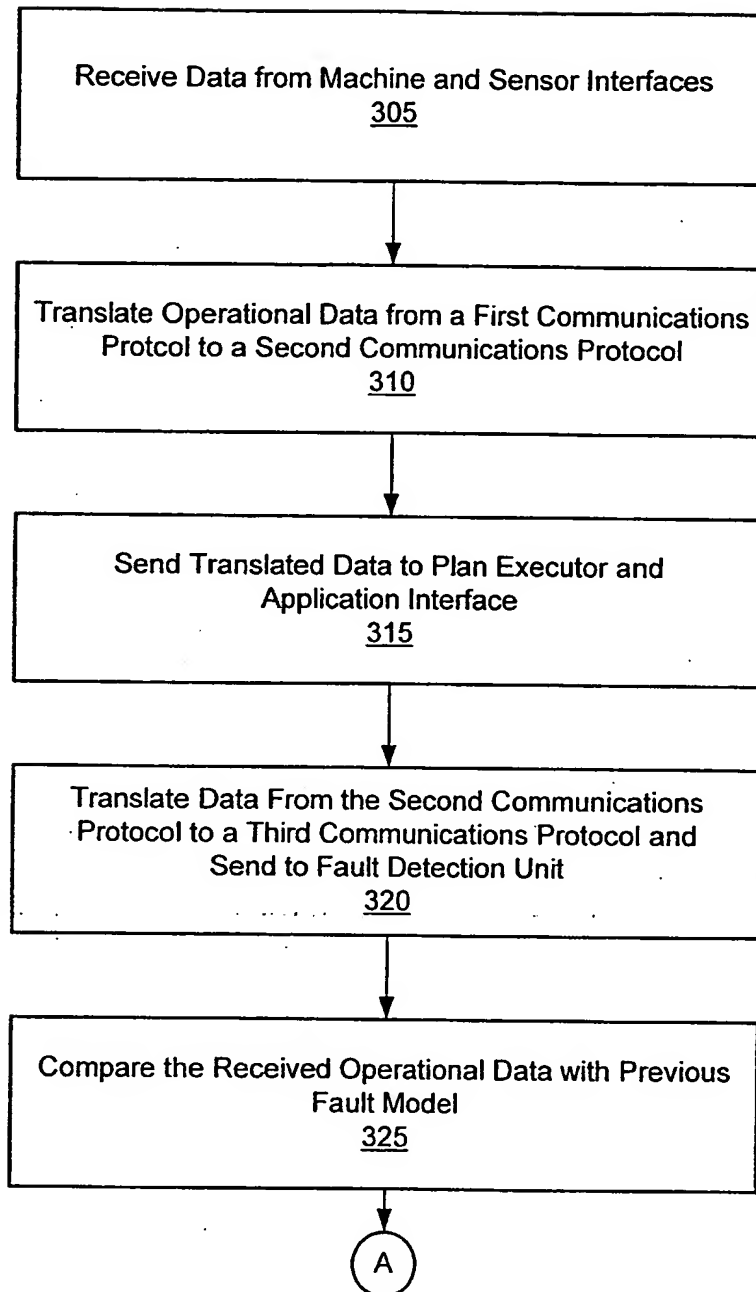 Receive Data from Machine and Sensor Interfaces
305
Translate Operational Data from a First Communications
Protcol to a Second Communications Protocol
310
Send Translated Data to Plan Executor and
Application Interface
315
Translate Data From the Second Communications
Protocol to a Third Communications Protocol and
Send to Fault Detection Unit
320
Compare the Received Operational Data with Previous
Fault Model
325
A